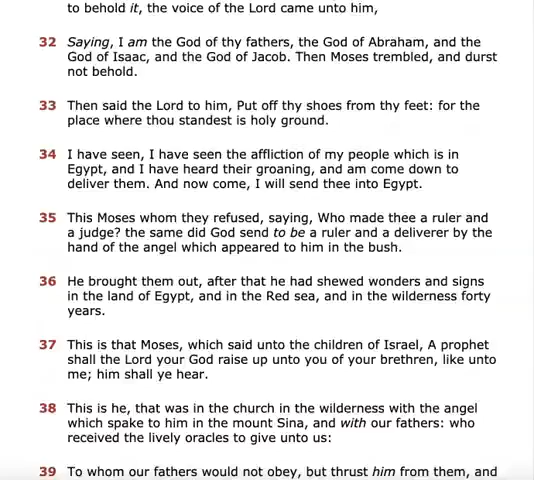 to behold it, the voice of the Lord came unto him,
32 Saying, I am the God of thy fathers, the God of Abraham, and the
God of Isaac, and the God of Jacob. Then Moses trembled, and durst
not behold.
33 Then said the Lord to him, Put off thy shoes from thy feet: for the
place where thou standest is holy ground.
34 I have seen, I have seen the affliction of my people which is in
Egypt, and I have heard their groaning, and am come down to
deliver them. And now come, I will send thee into Egypt.
35 This Moses whom they refused, saying, Who made thee a ruler and
a judge? the same did God send to be a ruler and a deliverer by the
hand of the angel which appeared to him in the bush.
36 He brought them out, after that he had shewed wonders and signs
in the land of Egypt, and in the Red sea, and in the wilderness forty
years.
37 This is that Moses, which said unto the children of Israel, A prophet
shall the Lord your God raise up unto you of your brethren, like unto
me; him shall ye hear.
38 This is he, that was in the church in the wilderness with the angel
which spake to him in the mount Sina, and with our fathers: who
received the lively oracles to give unto us:
39 To whom our fathers would not obey, but thrust him from them, and